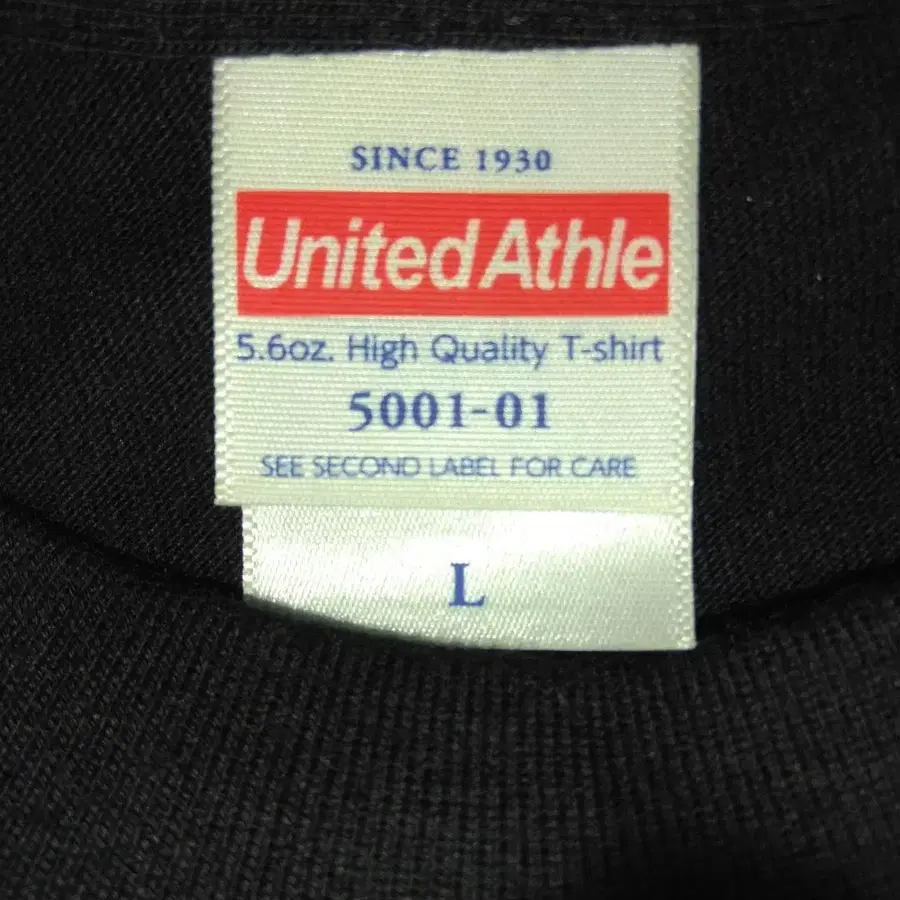 SINCE 1930
United Athle
5.6oz. High Quality T-shirt
5001-01
SEE SECOND LABEL FOR CARE
L